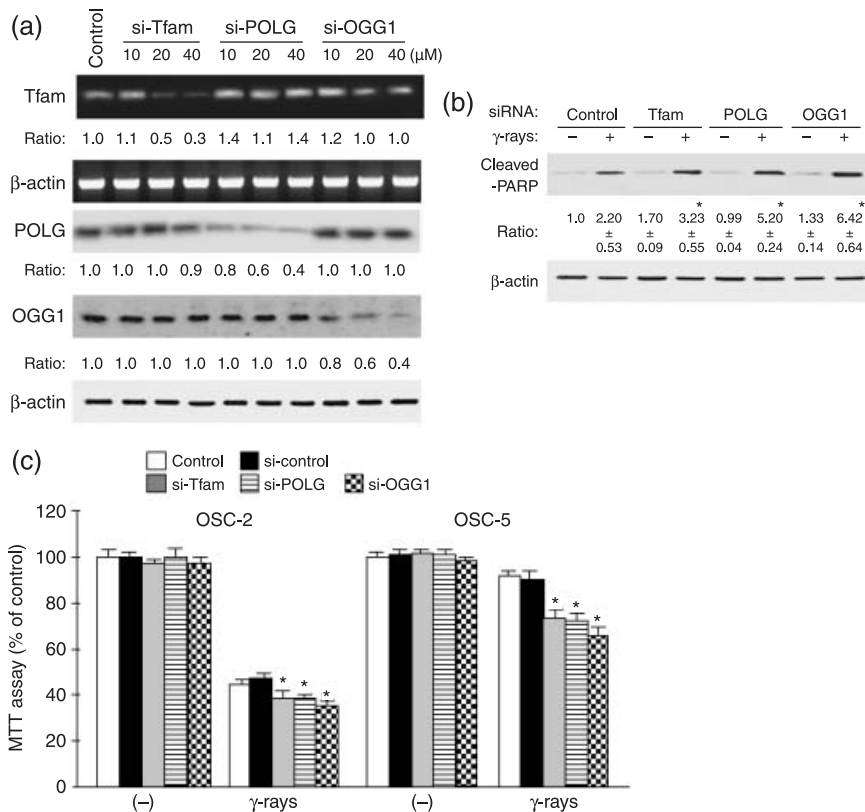 (a)
Control
si-Tfam si-POLG si-OGG1
10 20 40 10 20 40 10 20 40 (μM)
Tfam
Ratio: 1.0 1.1 0.5 0.3 1.4 1.1 1.4 1.2 1.0 1.0
β-actin
POLG
Ratio: 1.0 1.0 1.0 0.9 0.8 0.6 0.4 1.0 1.0 1.0
OGG1
Ratio: 1.0 1.0 1.0 1.0 1.0 1.0 1.0 0.8 0.6 0.4
β-actin
(b)
siRNA: Control Tfam POLG OGG1
γ-rays: – + – + – + – +
Cleaved
-PARP
* * *
1.0 2.20 1.70 3.23 0.99 5.20 1.33 6.42
Ratio: ± ± ± ± ± ± ±
0.53 0.09 0.55 0.04 0.24 0.14 0.64
β-actin
(c)
Control si-control
si-Tfam si-POLG si-OGG1
MTT assay (% of control)
120
100
80
60
40
20
0
OSC-2 OSC-5
* * * * * *
(–) γ-rays (–) γ-rays